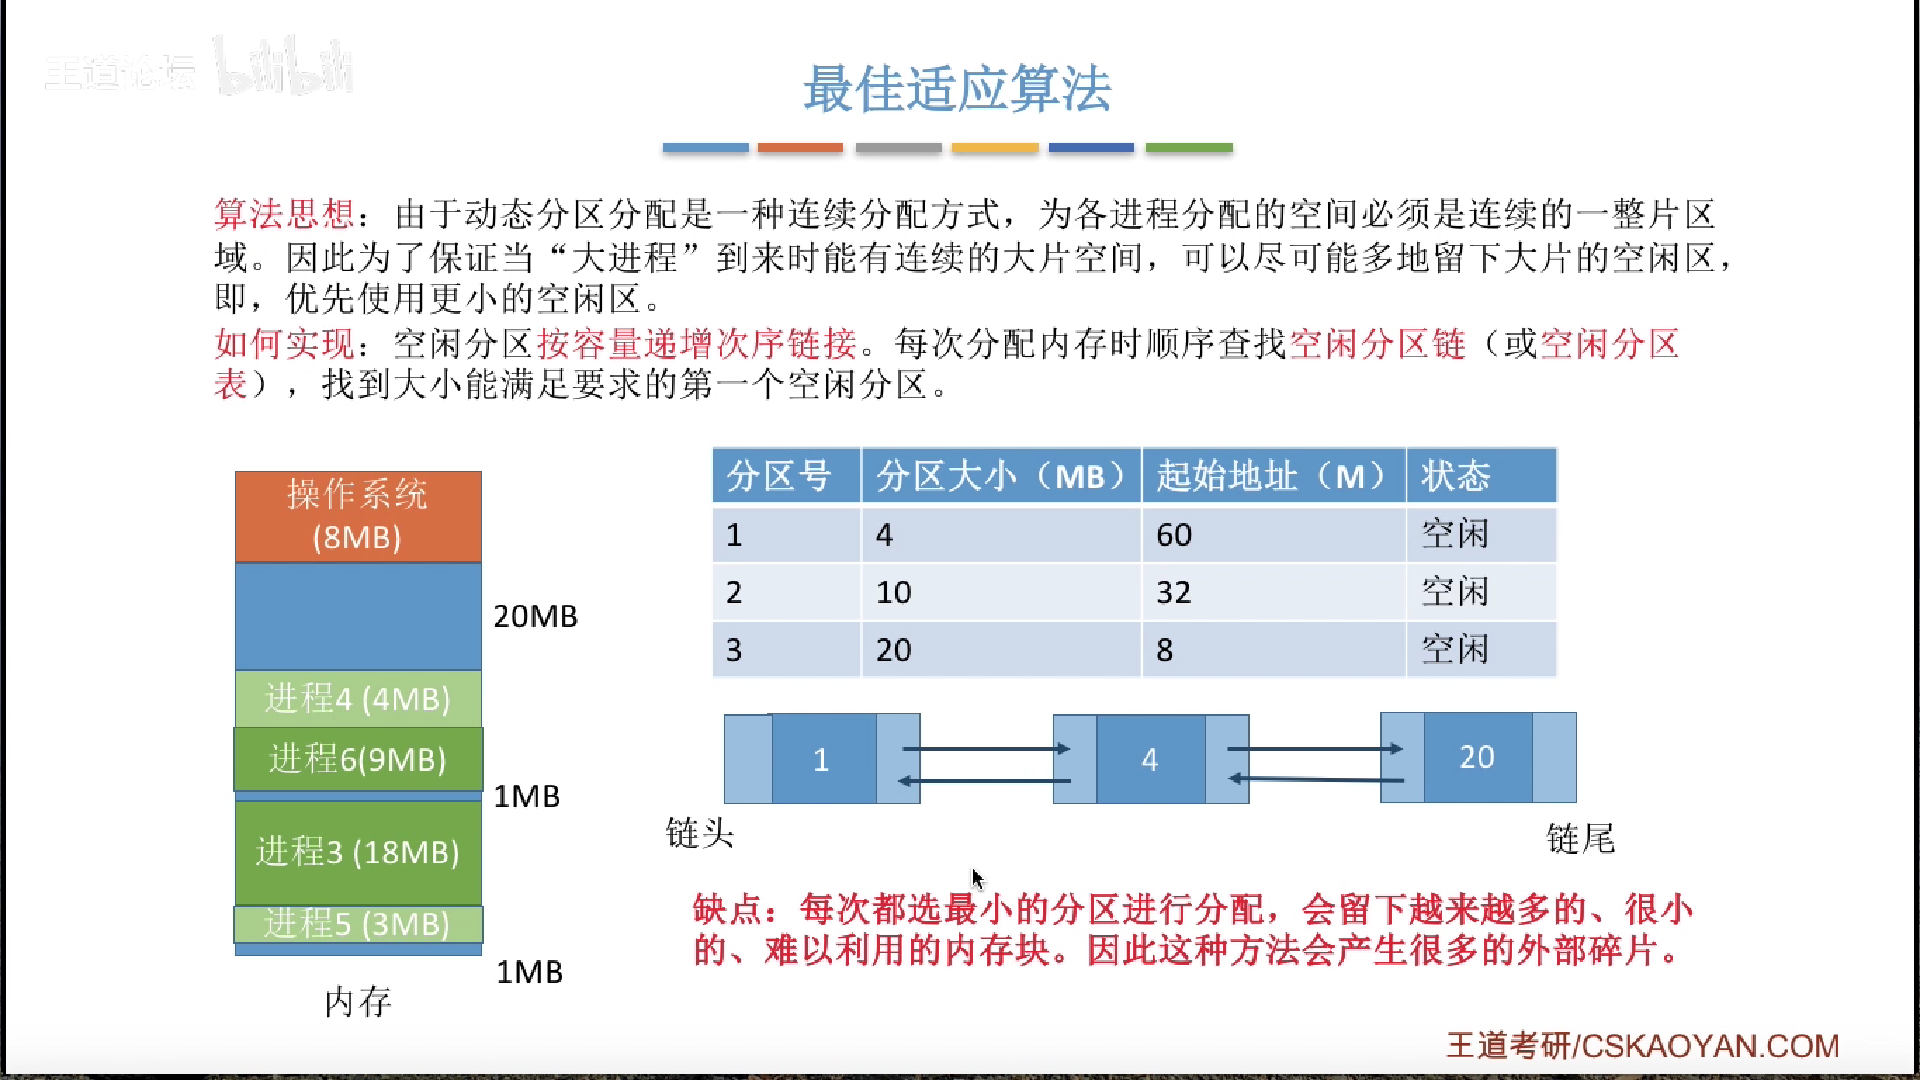 王道论坛 bilibili
最佳适应算法
算法思想：由于动态分区分配是一种连续分配方式，为各进程分配的空间必须是连续的一整片区
域。因此为了保证当“大进程”到来时能有连续的大片空间，可以尽可能多地留下大片的空闲区，
即，优先使用更小的空闲区。
如何实现：空闲分区按容量递增次序链接。每次分配内存时顺序查找空闲分区链（或空闲分区
表），找到大小能满足要求的第一个空闲分区。
操作系统
(8MB)
20MB
进程4 (4MB)
进程6(9MB)
1MB
进程3 (18MB)
进程5 (3MB)
1MB
内存
分区号 分区大小（MB） 起始地址（M） 状态
1 4 60 空闲
2 10 32 空闲
3 20 8 空闲
1 4 20
链头 链尾
缺点：每次都选最小的分区进行分配，会留下越来越多的、很小
的、难以利用的内存块。因此这种方法会产生很多的外部碎片。
王道考研/CSKAOYAN.COM